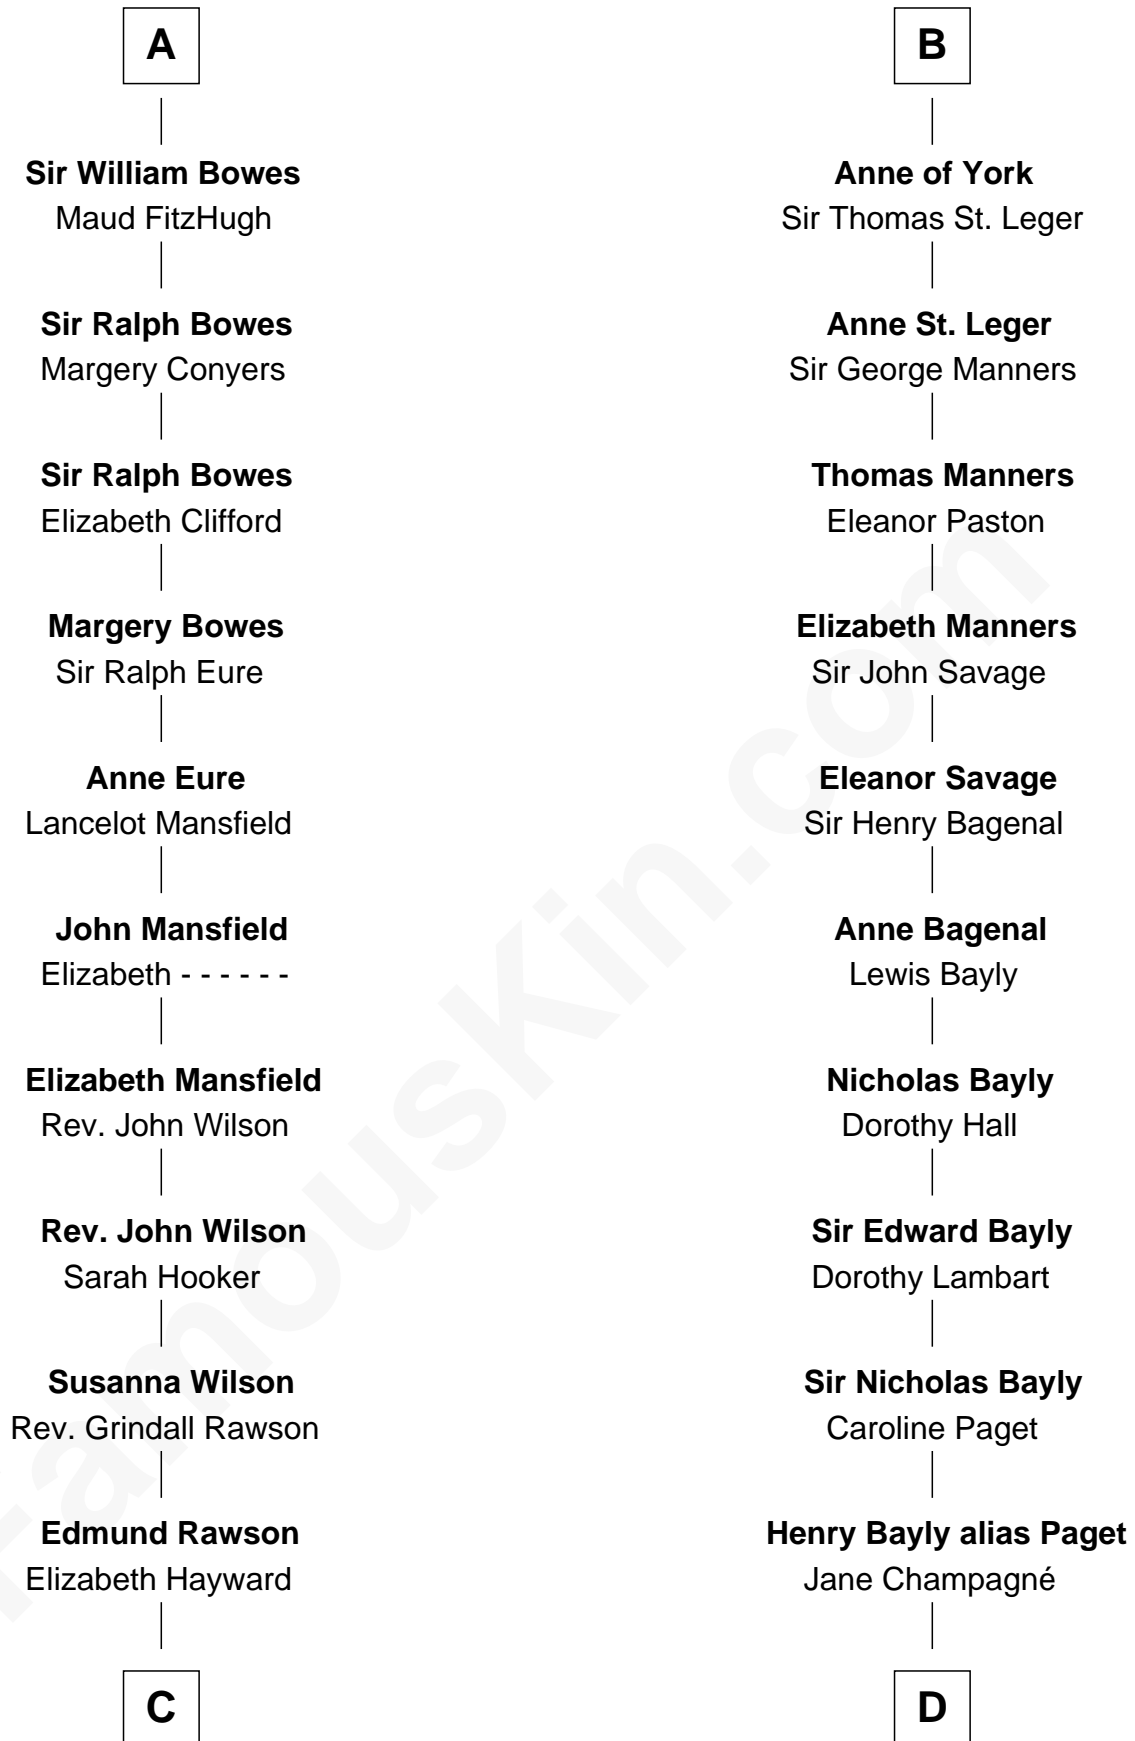 A
Sir William Bowes
Maud FitzHugh
Sir Ralph Bowes
Margery Conyers
Sir Ralph Bowes
Elizabeth Clifford
Margery Bowes
Sir Ralph Eure
Anne Eure
Lancelot Mansfield
John Mansfield
Elizabeth - - - - - -
Elizabeth Mansfield
Rev. John Wilson
Rev. John Wilson
Sarah Hooker
Susanna Wilson
Rev. Grindall Rawson
Edmund Rawson
Elizabeth Hayward
C
B
Anne of York
Sir Thomas St. Leger
Anne St. Leger
Sir George Manners
Thomas Manners
Eleanor Paston
Elizabeth Manners
Sir John Savage
Eleanor Savage
Sir Henry Bagenal
Anne Bagenal
Lewis Bayly
Nicholas Bayly
Dorothy Hall
Sir Edward Bayly
Dorothy Lambart
Sir Nicholas Bayly
Caroline Paget
Henry Bayly alias Paget
Jane Champagné
D
FamousKin.com